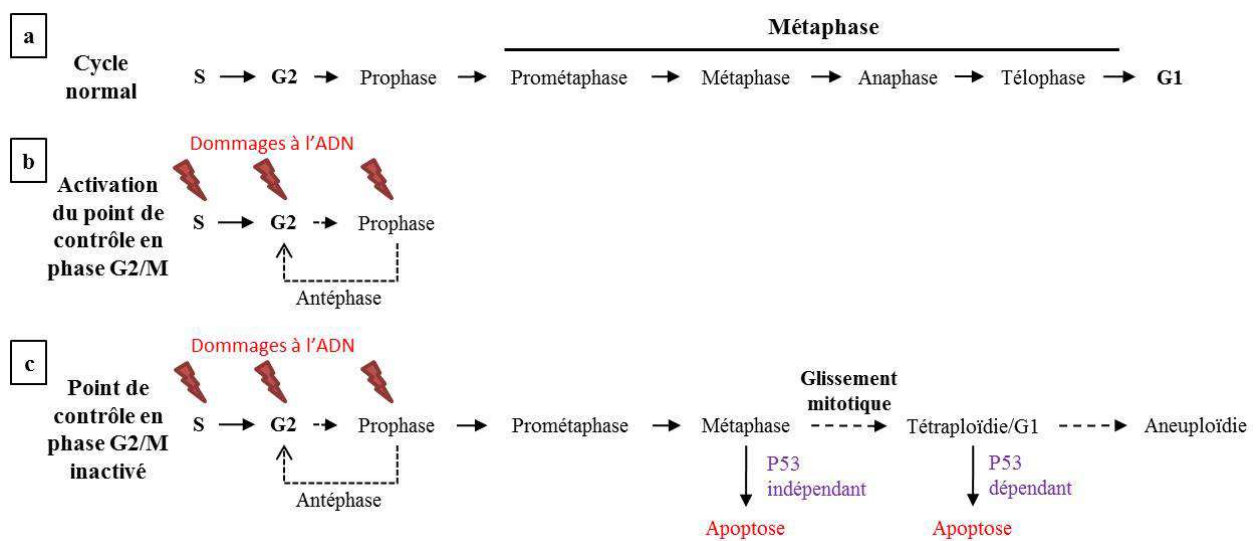 a
Métaphase
Cycle
normal
S G2 Prophase Prométaphase Métaphase Anaphase Télophase G1
Dommages à l'ADN
b
Activation
du point de
contrôle en
phase G2/M
S G2 Prophase
Antéphase
Dommages à l'ADN
c
Point de
contrôle en
phase G2/M
inactivé
Glissement
mitotique
S G2 Prophase Prométaphase Métaphase Tétraploïdie/G1 Aneuploïdie
Antéphase
P53
indépendant
P53
dépendant
Apoptose Apoptose